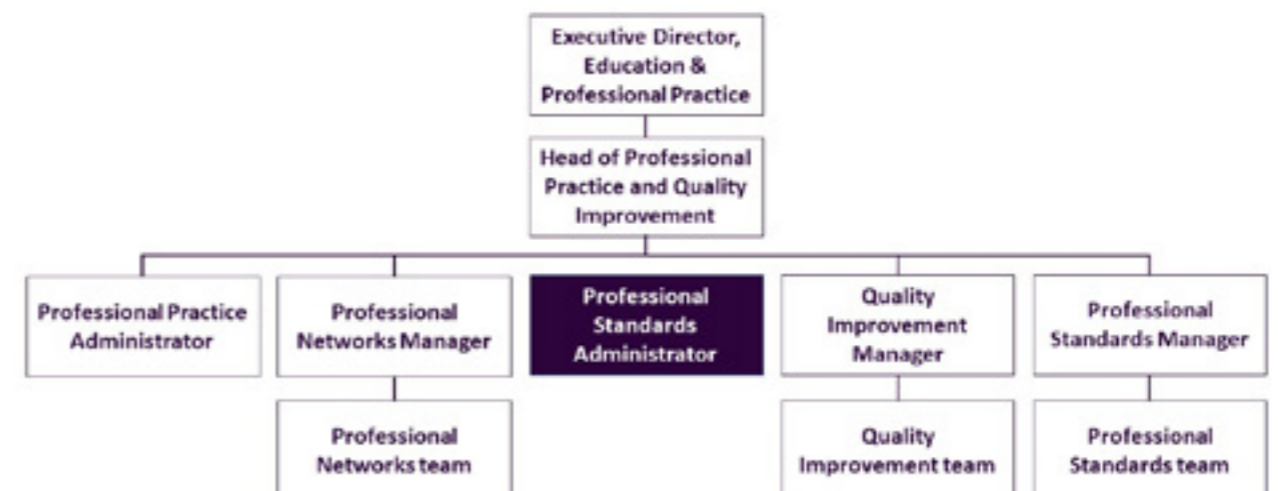 Executive Director,
Education &
Professional Practice
Head of Professional
Practice and Quality
Improvement
Professional Practice
Administrator
Professional
Networks Manager
Professional
Standards
Administrator
Quality
Improvement
Manager
Professional
Standards Manager
Professional
Networks team
Quality
Improvement team
Professional
Standards team